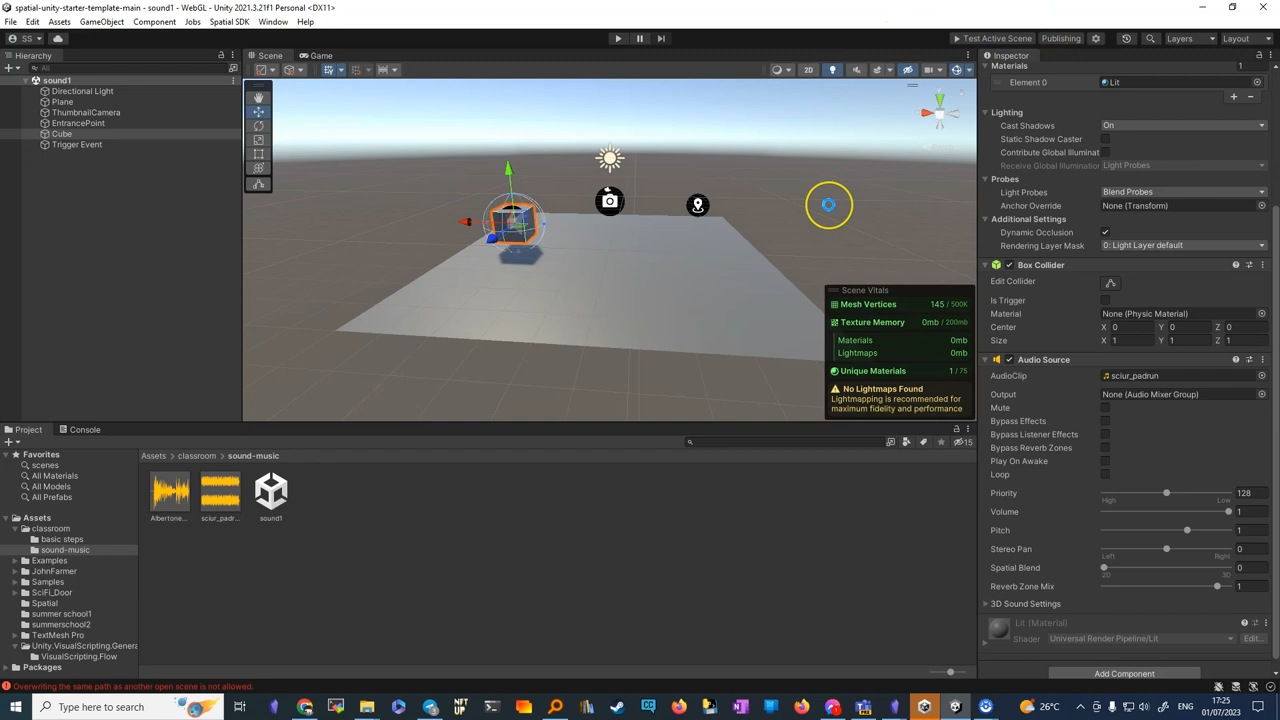 spatial-unity-starter-template-main - sound1 - WebGL - Unity 2021.3.21f1 Personal <DX11>
File Edit Assets GameObject Component Jobs Spatial SDK Window Help
SS Test Active Scene Publishing Layers Layout
Hierarchy Scene Game Inspector
All
sound1
Directional Light
Plane
ThumbnailCamera
EntrancePoint
Cube
Trigger Event
2D
Scene Vitals
Mesh Vertices 145 / 500K
Texture Memory 0mb / 200mb
Materials 0mb
Lightmaps 0mb
Unique Materials 1 / 75
No Lightmaps Found
Lightmapping is recommended for
maximum fidelity and performance
Materials 1
Element 0 Lit
Lighting
Cast Shadows On
Static Shadow Caster
Contribute Global Illuminat
Receive Global Illuminat Light Probes
Probes
Light Probes Blend Probes
Anchor Override None (Transform)
Additional Settings
Dynamic Occlusion
Rendering Layer Mask 0: Light Layer default
Box Collider
Edit Collider
Is Trigger
Material None (Physic Material)
Center X 0 Y 0 Z 0
Size X 1 Y 1 Z 1
Audio Source
AudioClip sciur_padrun
Output None (Audio Mixer Group)
Mute
Bypass Effects
Bypass Listener Effects
Bypass Reverb Zones
Play On Awake
Loop
Priority 128
High Low
Volume 1
Pitch 1
Stereo Pan 0
Left Right
Spatial Blend 0
2D 3D
Reverb Zone Mix 1
3D Sound Settings
Lit (Material)
Shader Universal Render Pipeline/Lit Edit...
Add Component
Project Console
15
Favorites
scenes
All Materials
All Models
All Prefabs
Assets
classroom
basic steps
sound-music
Examples
JohnFarmer
Samples
SciFi_Door
Spatial
summer school1
summerschool2
TextMesh Pro
Unity.VisualScripting.Genera
VisualScripting.Flow
Packages
Assets classroom sound-music
Albertone... sciur_padr... sound1
Overwriting the same path as another open scene is not allowed.
Type here to search
26°C
17:25
01/07/2023